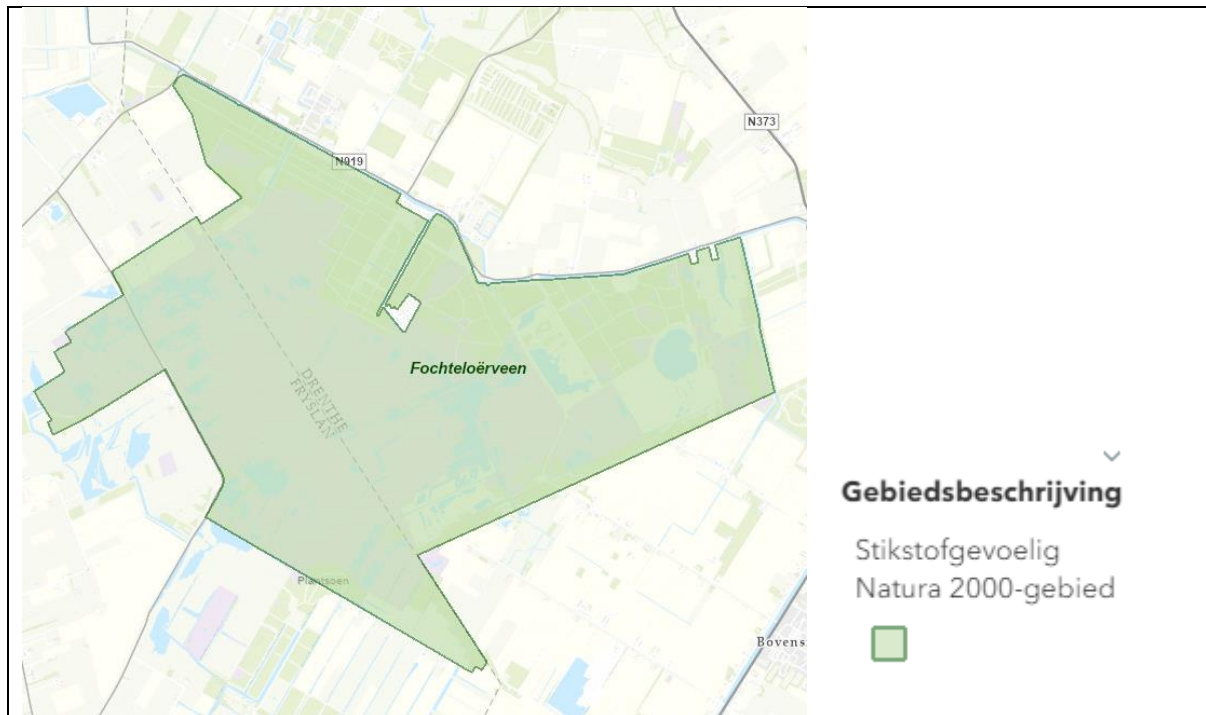 N373
N919
Fochteloërveen
DRENTHE
FRYSLÂN
Plantsoen
Bovens
Gebiedsbeschrijving
Stikstofgevoelig
Natura 2000-gebied